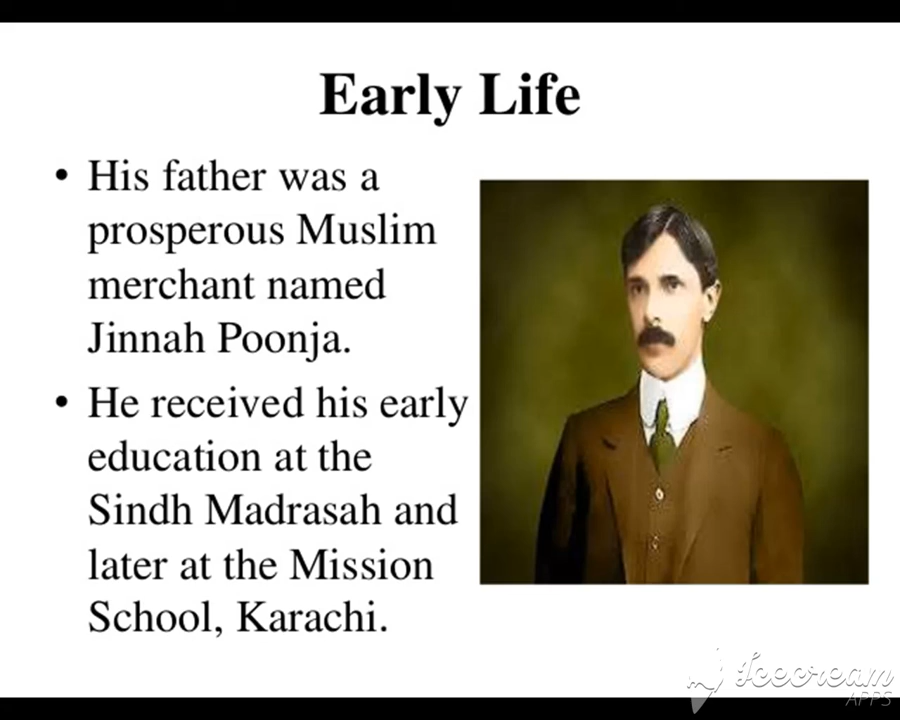 Early Life
• His father was a
prosperous Muslim
merchant named
Jinnah Poonja.
• He received his early
education at the
Sindh Madrasah and
later at the Mission
School, Karachi.
Icecream
APPS